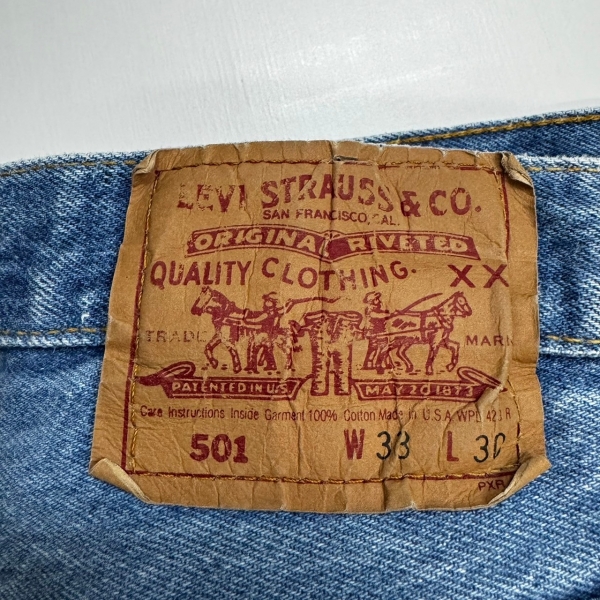 LEVI STRAUSS & CO.
SAN FRANCISCO, CAL.
ORIGINAL RIVETED
QUALITY CLOTHING. XX
TRADE MARK
PATENTED IN U.S. MAY 20 1873
Care Instructions Inside Garment 100% Cotton Made in U.S.A WPL 423 R
501 W 33 L 30